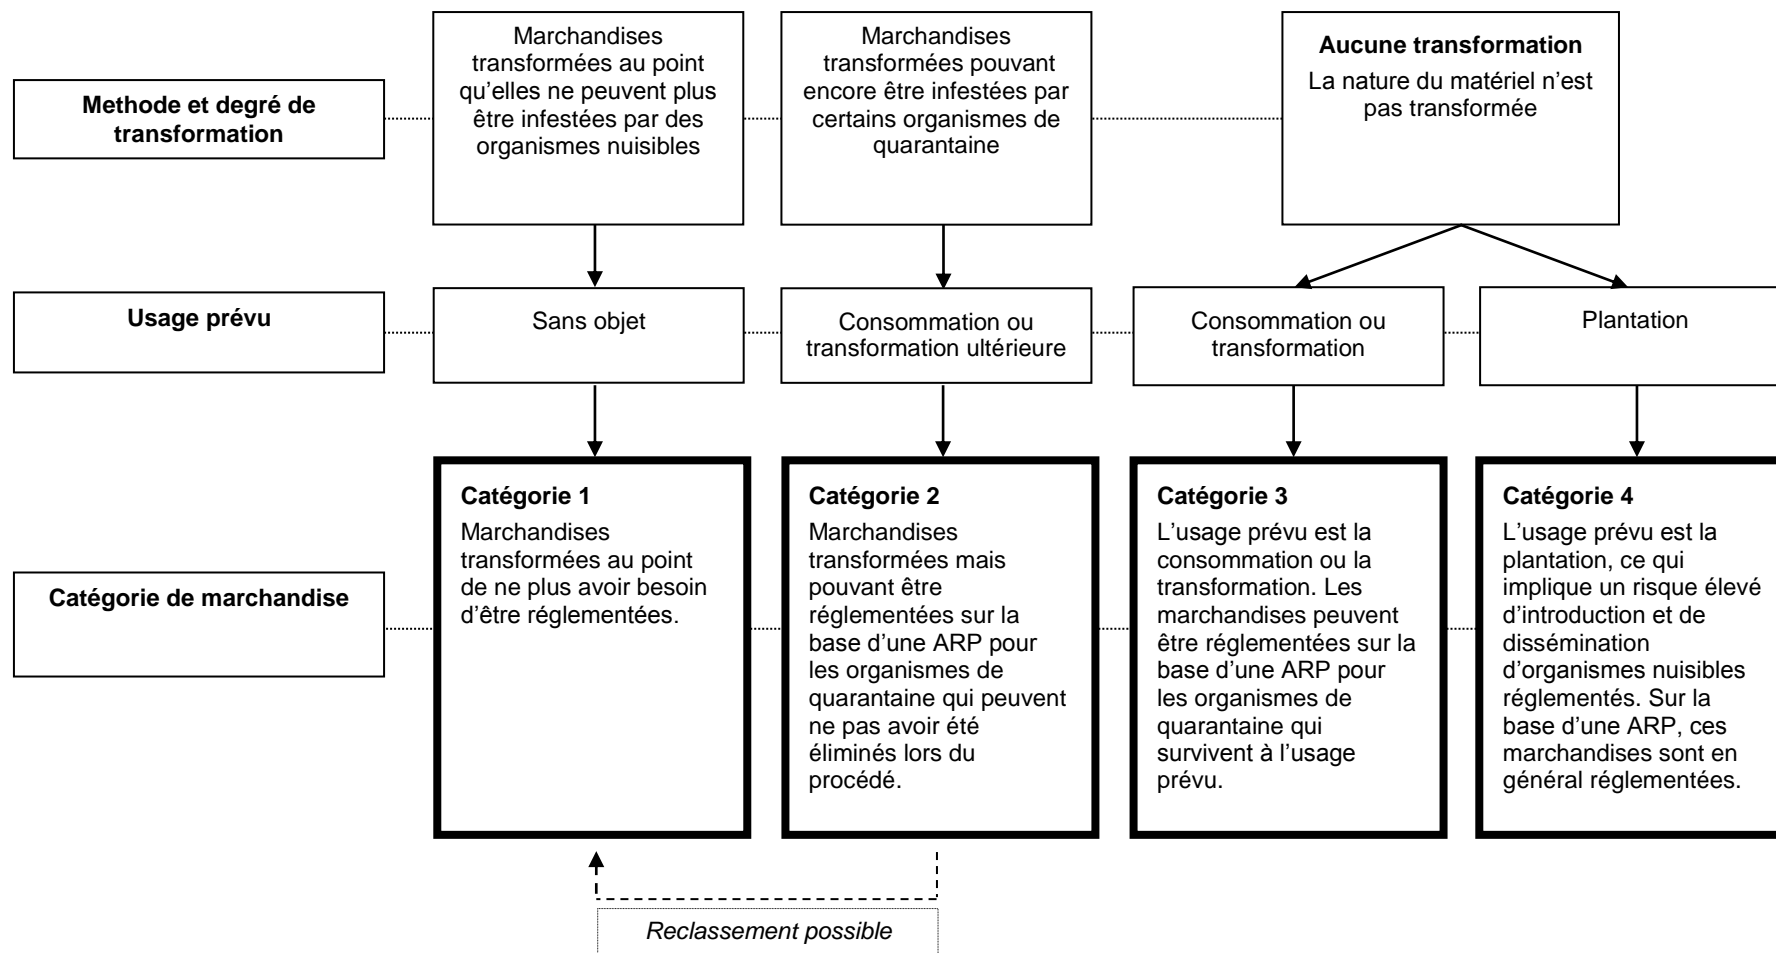 Methode et degré de
transformation
Marchandises
transformées au point
qu’elles ne peuvent plus
être infestées par des
organismes nuisibles
Marchandises
transformées pouvant
encore être infestées par
certains organismes de
quarantaine
Aucune transformation
La nature du matériel n’est
pas transformée
Usage prévu
Sans objet
Consommation ou
transformation ultérieure
Consommation ou
transformation
Plantation
Catégorie de marchandise
Catégorie 1
Marchandises
transformées au point
de ne plus avoir besoin
d’être réglementées.
Catégorie 2
Marchandises
transformées mais
pouvant être
réglementées sur la
base d’une ARP pour
les organismes de
quarantaine qui peuvent
ne pas avoir été
éliminés lors du
procédé.
Catégorie 3
L’usage prévu est la
consommation ou la
transformation. Les
marchandises peuvent
être réglementées sur la
base d’une ARP pour
les organismes de
quarantaine qui
survivent à l’usage
prévu.
Catégorie 4
L’usage prévu est la
plantation, ce qui
implique un risque élevé
d’introduction et de
dissémination
d’organismes nuisibles
réglementés. Sur la
base d’une ARP, ces
marchandises sont en
général réglementées.
Reclassement possible